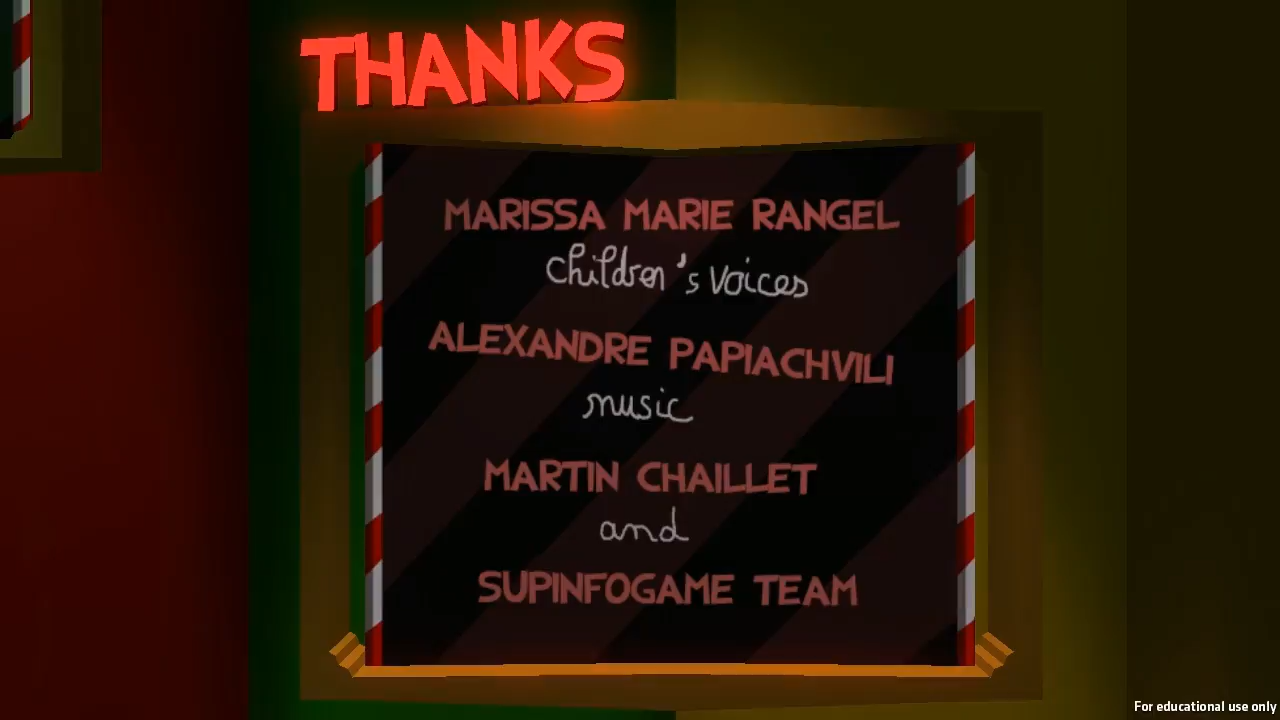 THANKS
MARISSA MARIE RANGEL
children's voices
ALEXANDRE PAPIACHVILI
music
MARTIN CHAILLET
and
SUPINFOGAME TEAM
For educational use only